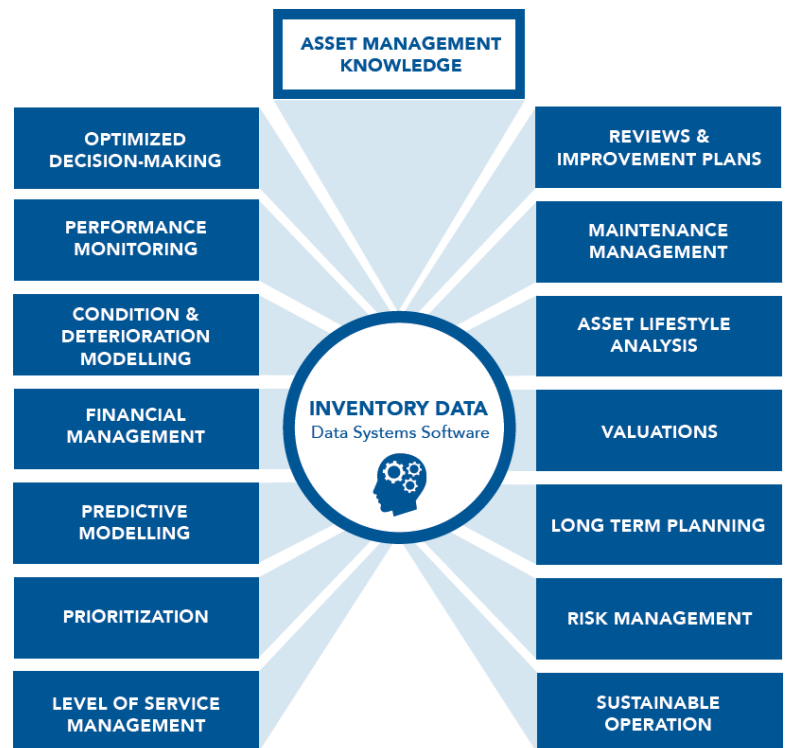 ASSET MANAGEMENT
KNOWLEDGE
OPTIMIZED
DECISION-MAKING
PERFORMANCE
MONITORING
CONDITION &
DETERIORATION
MODELLING
FINANCIAL
MANAGEMENT
PREDICTIVE
MODELLING
PRIORITIZATION
LEVEL OF SERVICE
MANAGEMENT
INVENTORY DATA
Data Systems Software
REVIEWS &
IMPROVEMENT PLANS
MAINTENANCE
MANAGEMENT
ASSET LIFESTYLE
ANALYSIS
VALUATIONS
LONG TERM PLANNING
RISK MANAGEMENT
SUSTAINABLE
OPERATION